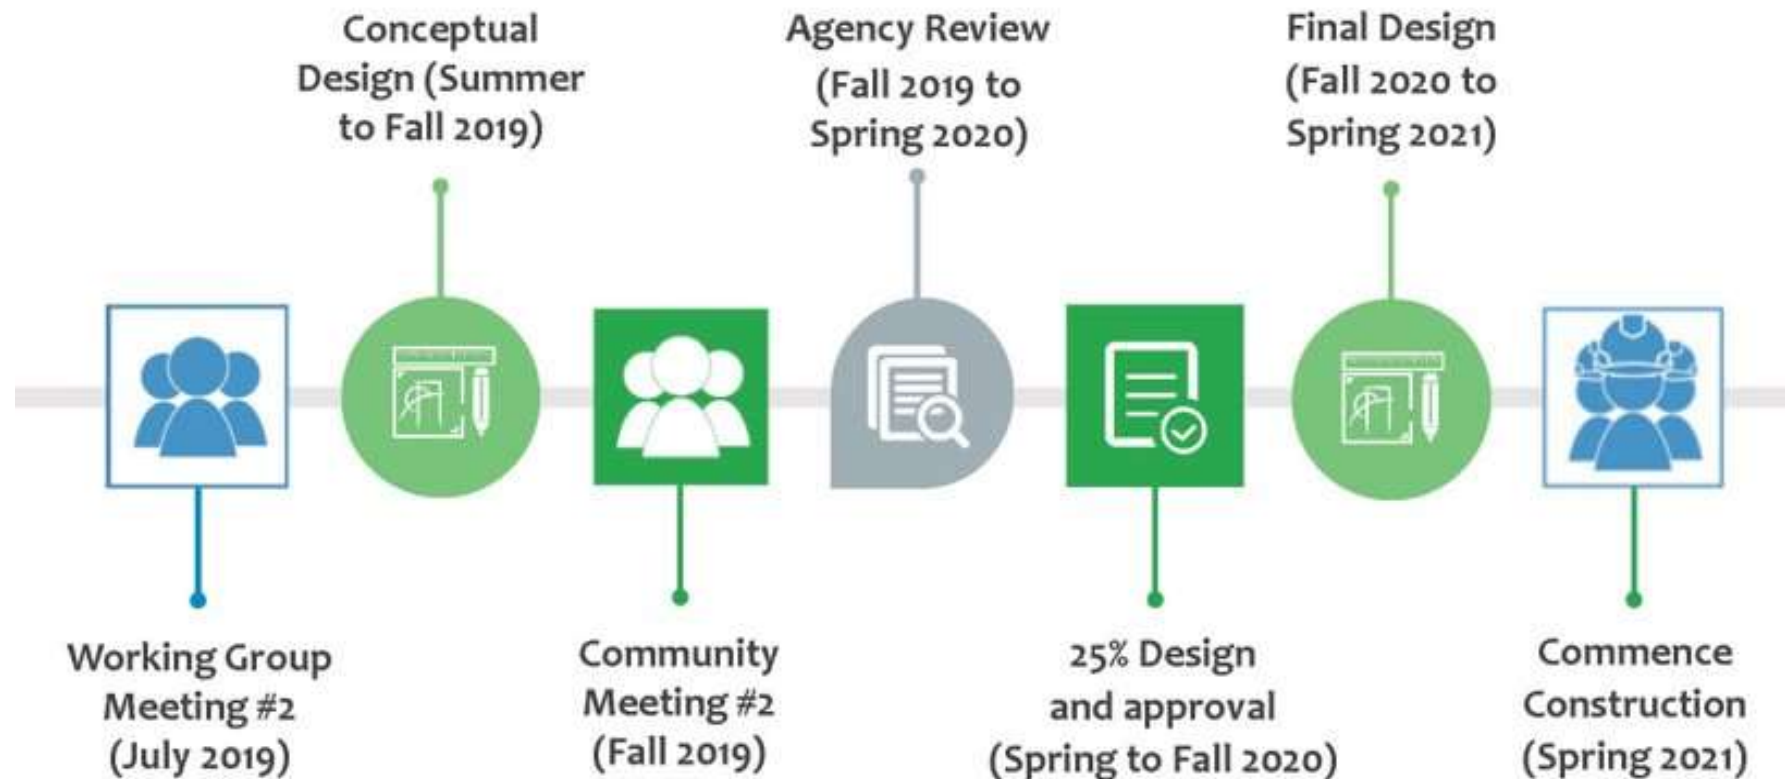 Conceptual
Design (Summer
to Fall 2019)
Agency Review
(Fall 2019 to
Spring 2020)
Final Design
(Fall 2020 to
Spring 2021)
Working Group
Meeting #2
(July 2019)
Community
Meeting #2
(Fall 2019)
25% Design
and approval
(Spring to Fall 2020)
Commence
Construction
(Spring 2021)